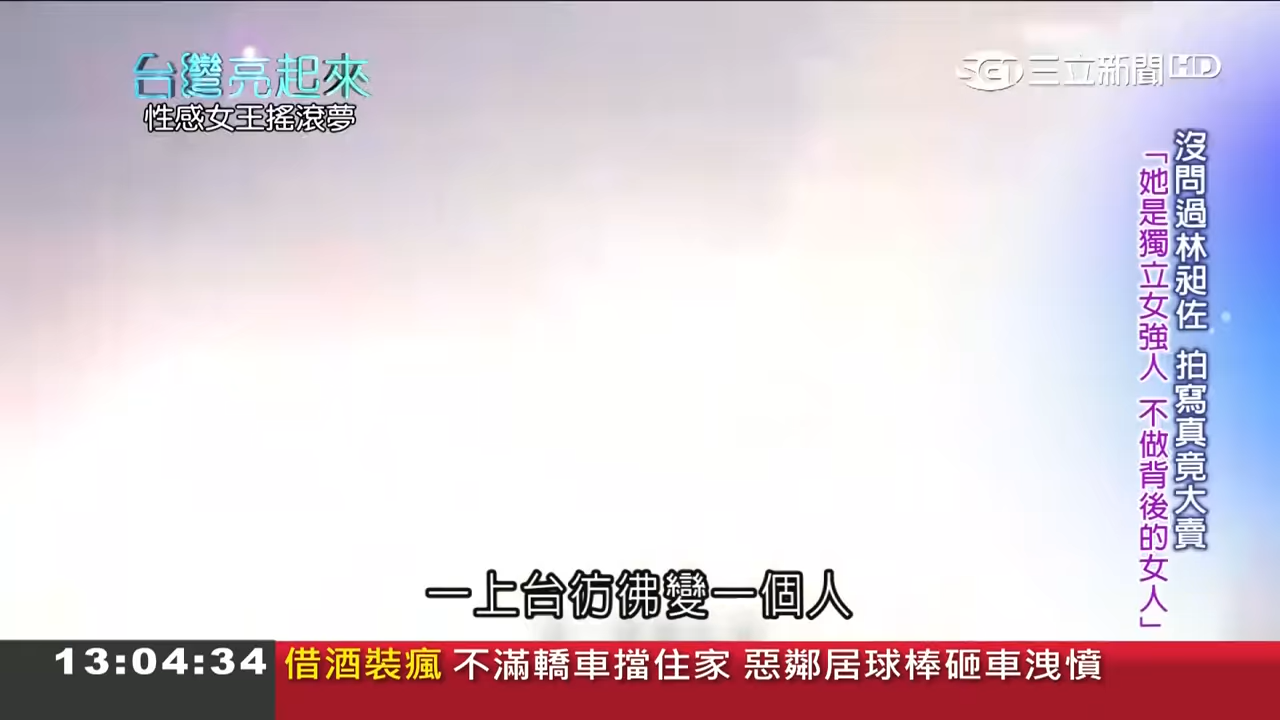 台灣亮起來
性感女王搖滾夢
SET三立新聞HD
沒問過林昶佐 拍寫真竟大賣
「她是獨立女強人 不做背後的女人」
一上台彷彿變一個人
13:04:34
借酒裝瘋 不滿轎車擋住家 惡鄰居球棒砸車洩憤